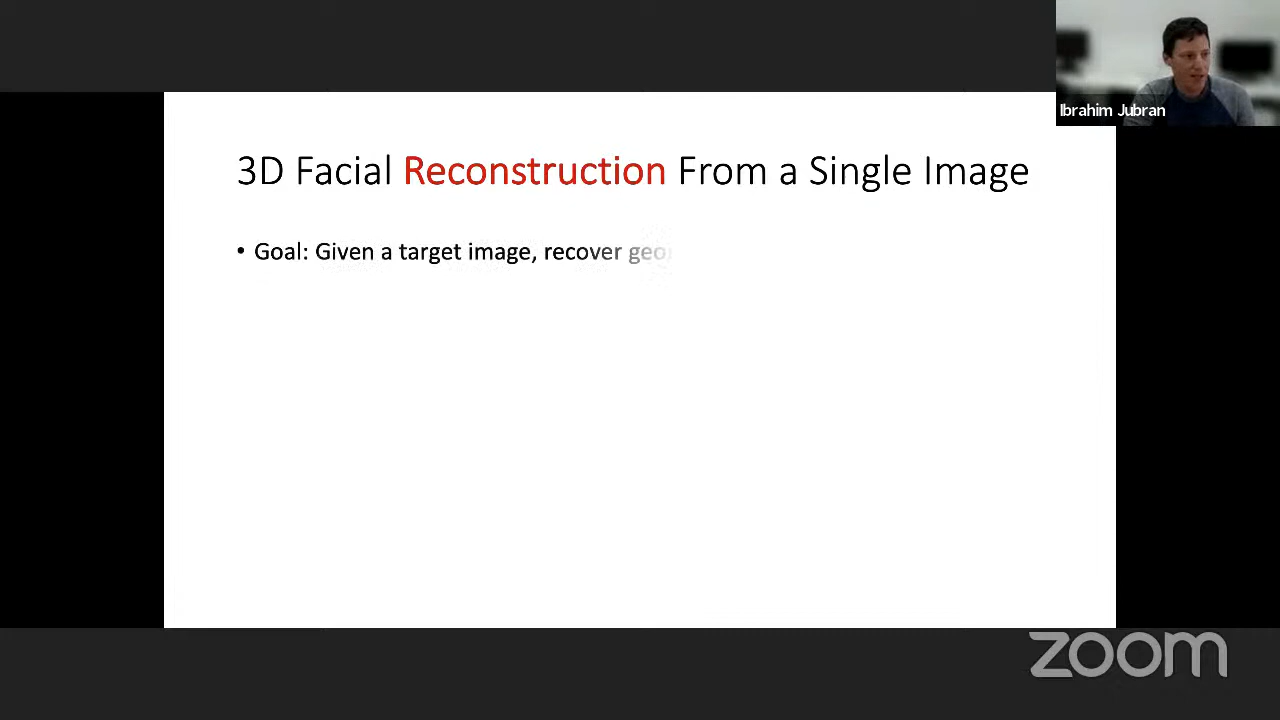 Ibrahim Jubran
3D Facial Reconstruction From a Single Image
• Goal: Given a target image, recover
zoom